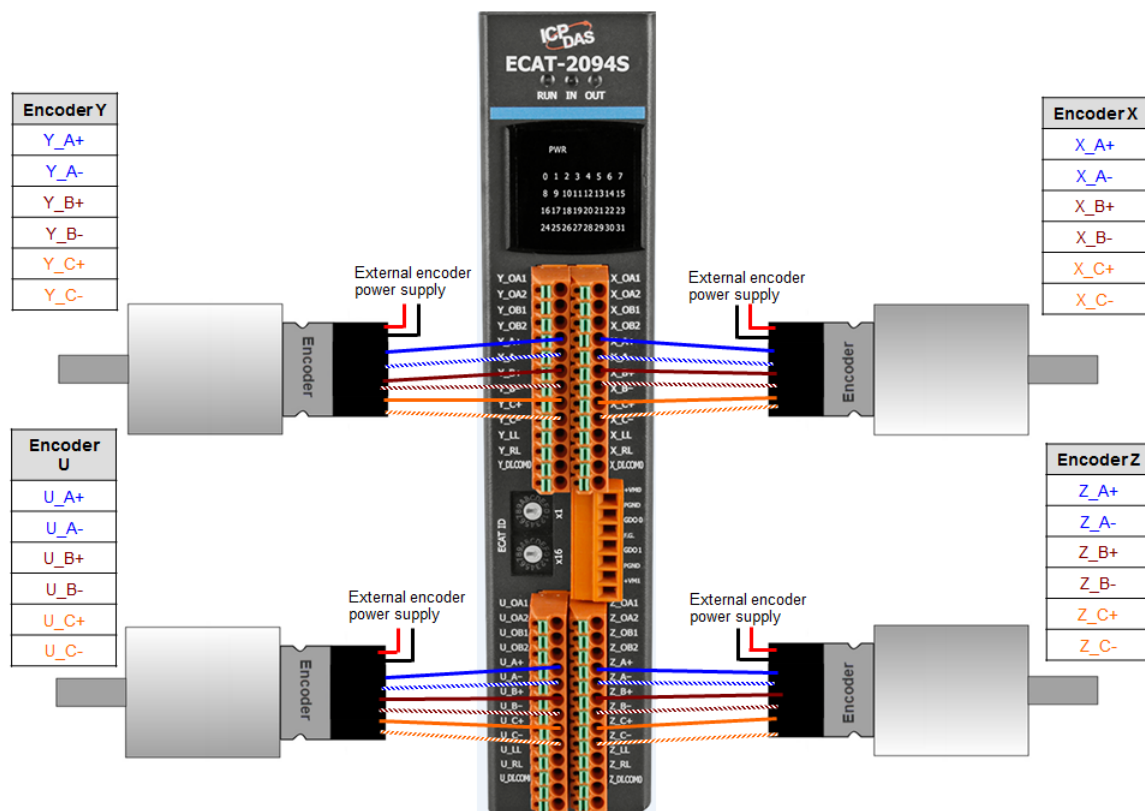 ICP
DAS
ECAT-2094S
RUN IN OUT
PWR
0 1 2 3 4 5 6 7
8 9 10 11 12 13 14 15
16 17 18 19 20 21 22 23
24 25 26 27 28 29 30 31
Encoder Y
Y_A+
Y_A-
Y_B+
Y_B-
Y_C+
Y_C-
Encoder X
X_A+
X_A-
X_B+
X_B-
X_C+
X_C-
External encoder
power supply
External encoder
power supply
Encoder
Encoder
Y_OA1
Y_OA2
Y_OB1
Y_OB2
Y_B-
Y_C+
Y_LL
Y_RL
Y_DI.COM0
X_OA1
X_OA2
X_OB1
X_OB2
X_B+
X_B-
X_C+
X_C-
X_LL
X_RL
X_DI.COM0
ECAT ID
x1
x16
+VM0
PGND
GDO 0
F.G.
GDO 1
PGND
+VM1
Encoder
U
U_A+
U_A-
U_B+
U_B-
U_C+
U_C-
Encoder Z
Z_A+
Z_A-
Z_B+
Z_B-
Z_C+
Z_C-
External encoder
power supply
External encoder
power supply
Encoder
Encoder
U_OA1
U_OA2
U_OB1
U_OB2
U_A+
U_A-
U_B+
U_B-
U_C+
U_C-
U_LL
U_RL
U_DI.COM0
Z_OA1
Z_OA2
Z_OB1
Z_OB2
Z_A+
Z_A-
Z_B+
Z_B-
Z_C+
Z_C-
Z_LL
Z_RL
Z_DI.COM0